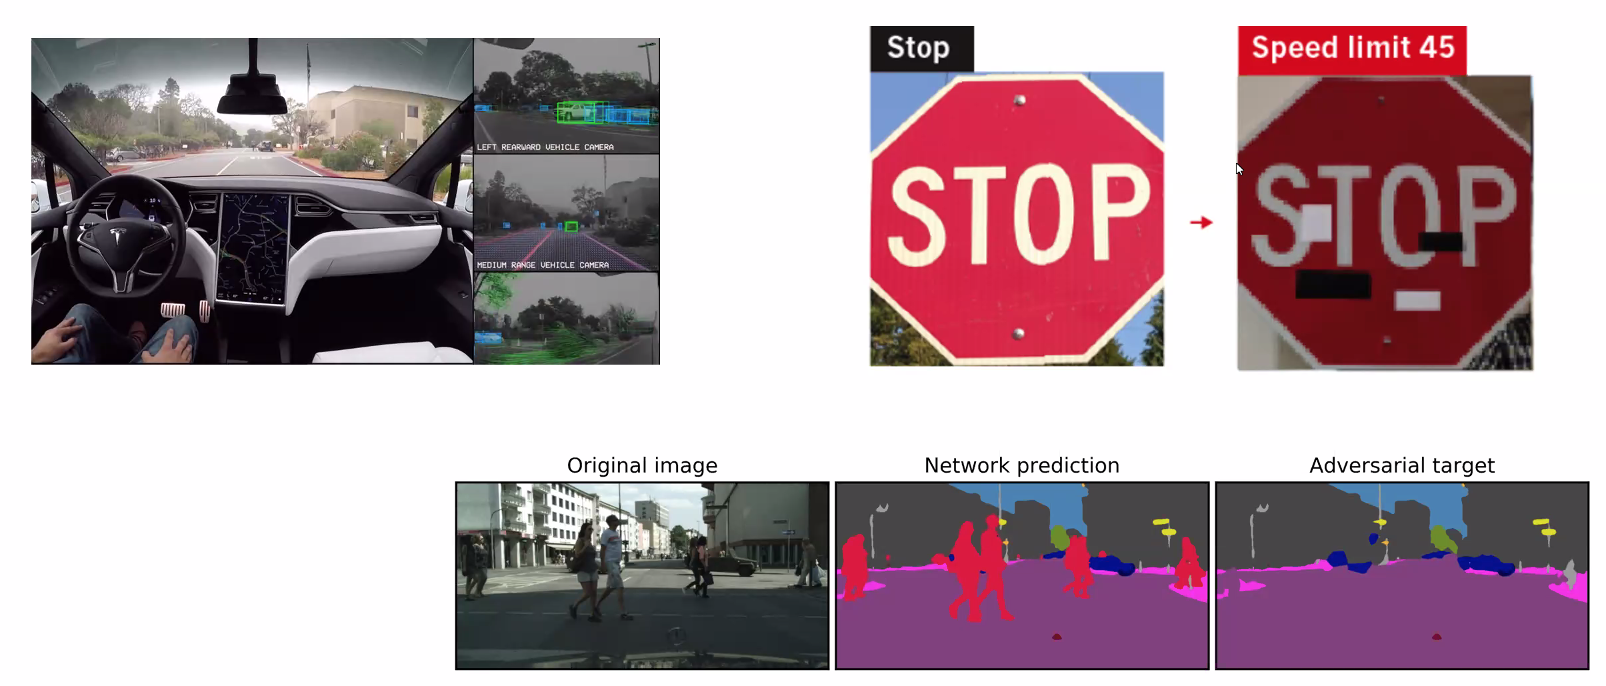 LEFT REARWARD VEHICLE CAMERA
MEDIUM RANGE VEHICLE CAMERA
Stop
STOP
Speed limit 45
STOP
Original image
Network prediction
Adversarial target